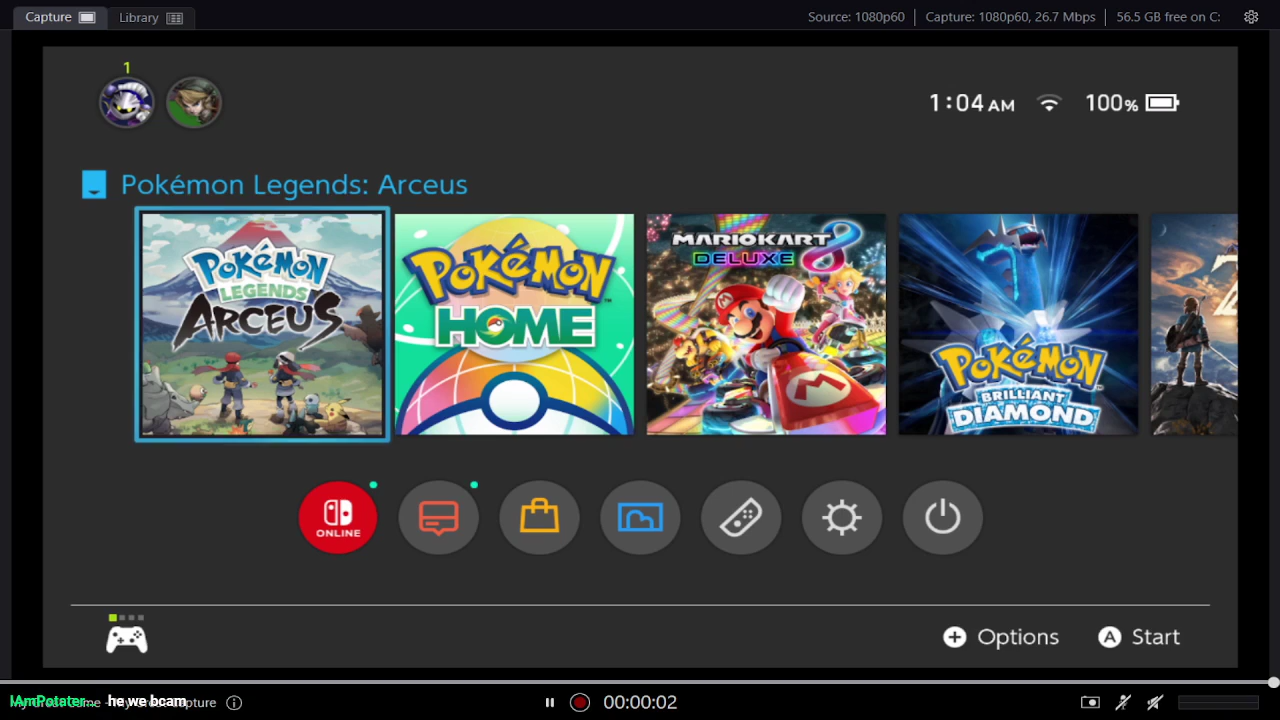 Capture Library Source: 1080p60 Capture: 1080p60, 26.7 Mbps 56.5 GB free on C:
1
1:04 AM 100%
Pokémon Legends: Arceus
POKéMON LEGENDS ARCEUS
POKéMON HOME
MARIOKART 8 DELUXE
POKéMON BRILLIANT DIAMOND
ONLINE
Options Start
IAmPotater... he we bcam
00:00:02